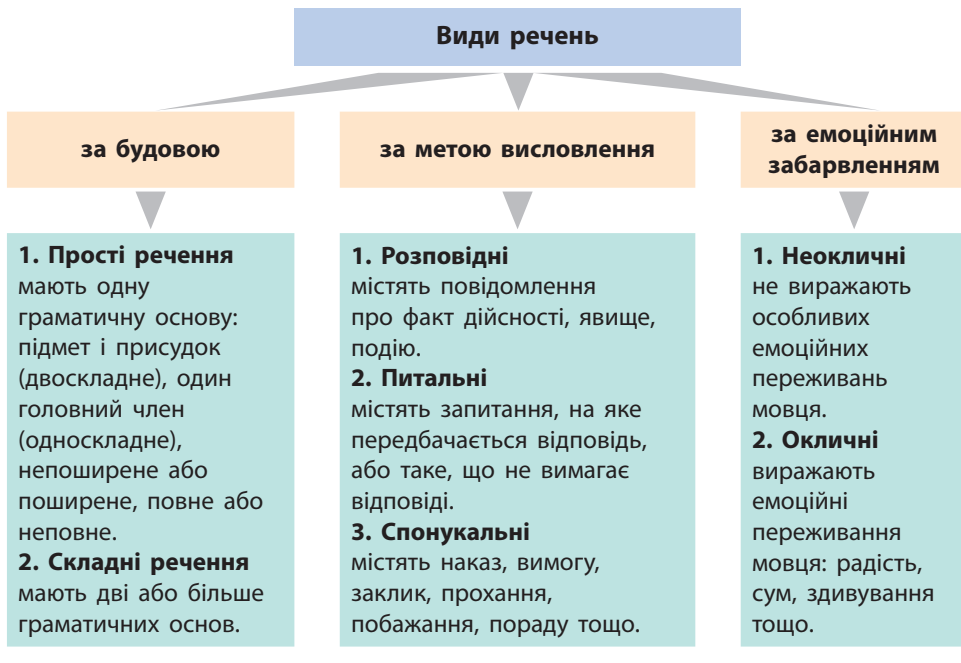 Види речень
за будовою
за метою висловлення
за емоційним
забарвленням
1. Прості речення
мають одну
граматичну основу:
підмет і присудок
(двоскладне), один
головний член
(односкладне),
непоширене або
поширене, повне або
неповне.
2. Складні речення
мають дві або більше
граматичних основ.
1. Розповідні
містять повідомлення
про факт дійсності, явище,
подію.
2. Питальні
містять запитання, на яке
передбачається відповідь,
або таке, що не вимагає
відповіді.
3. Спонукальні
містять наказ, вимогу,
заклик, прохання,
побажання, пораду тощо.
1. Неокличні
не виражають
особливих
емоційних
переживань
мовця.
2. Окличні
виражають
емоційні
переживання
мовця: радість,
сум, здивування
тощо.